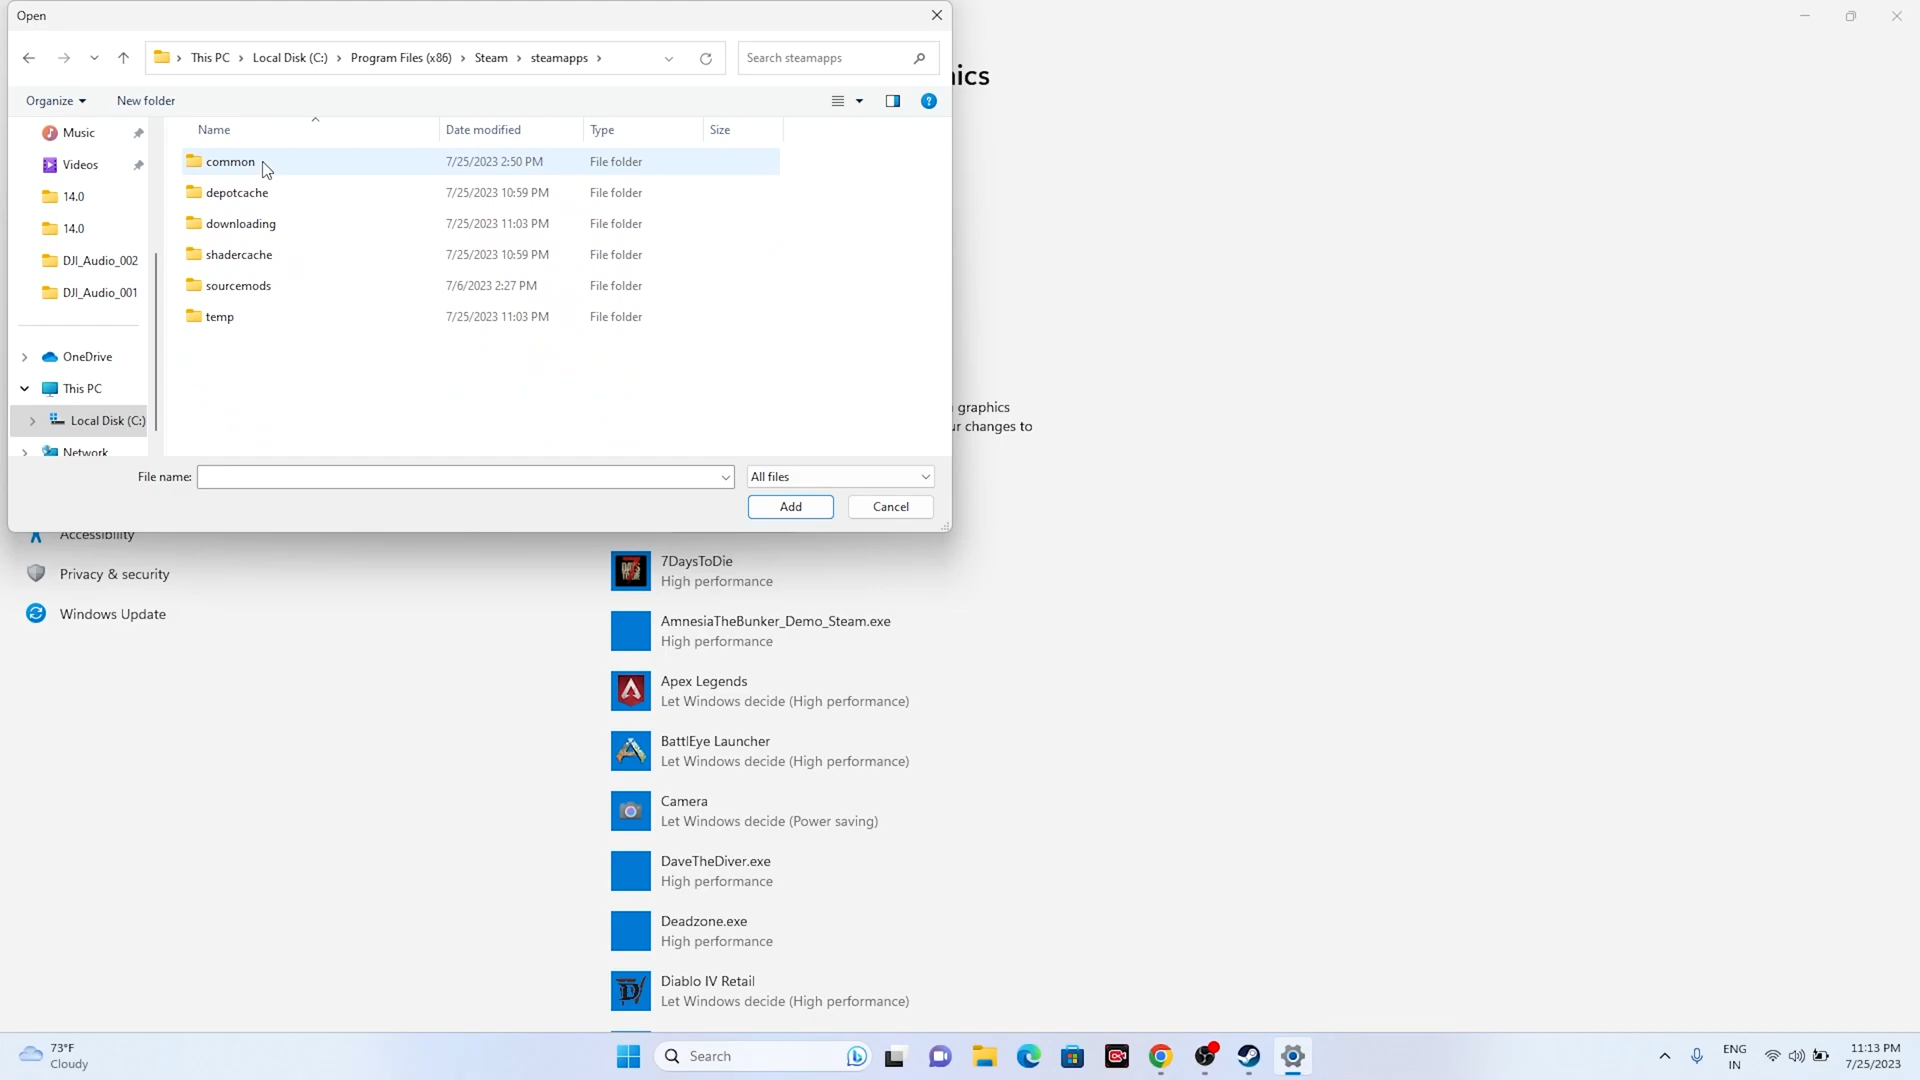 Open
This PC > Local Disk (C:) > Program Files (x86) > Steam > steamapps >
Search steamapps
Organize
New folder
?
Name
Date modified
Type
Size
Music
Videos
14.0
14.0
DJI_Audio_002
DJI_Audio_001
OneDrive
This PC
Local Disk (C:)
Network
common 7/25/2023 2:50 PM File folder
depotcache 7/25/2023 10:59 PM File folder
downloading 7/25/2023 11:03 PM File folder
shadercache 7/25/2023 10:59 PM File folder
sourcemods 7/6/2023 2:27 PM File folder
temp 7/25/2023 11:03 PM File folder
File name:
All files
Add
Cancel
ics
graphics
ur changes to
Accessibility
Privacy & security
Windows Update
7DaysToDie
High performance
AmnesiaTheBunker_Demo_Steam.exe
High performance
Apex Legends
Let Windows decide (High performance)
BattlEye Launcher
Let Windows decide (High performance)
Camera
Let Windows decide (Power saving)
DaveTheDiver.exe
High performance
Deadzone.exe
High performance
Diablo IV Retail
Let Windows decide (High performance)
73°F
Cloudy
Search
ENG
IN
11:13 PM
7/25/2023